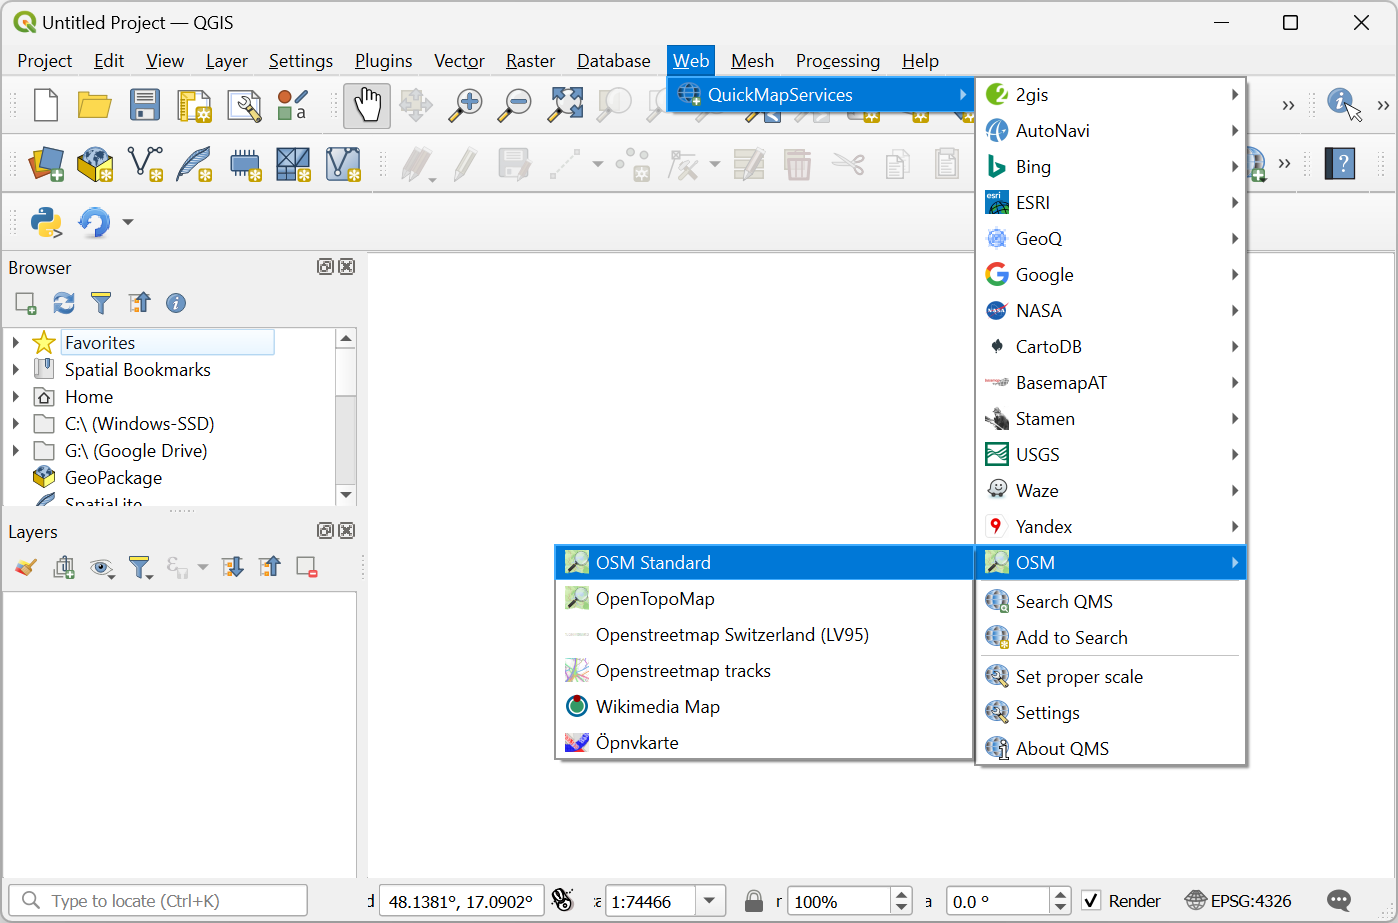 Untitled Project — QGIS
Project Edit View Layer Settings Plugins Vector Raster Database Web Mesh Processing Help
QuickMapServices
2gis
AutoNavi
Bing
ESRI
GeoQ
Google
NASA
CartoDB
BasemapAT
Stamen
USGS
Waze
Yandex
OSM
Search QMS
Add to Search
Set proper scale
Settings
About QMS
OSM Standard
OpenTopoMap
Openstreetmap Switzerland (LV95)
Openstreetmap tracks
Wikimedia Map
Öpnvkarte
Browser
Favorites
Spatial Bookmarks
Home
C:\ (Windows-SSD)
G:\ (Google Drive)
GeoPackage
SpatiaLite
Layers
Type to locate (Ctrl+K) d 48.1381°, 17.0902° :a 1:74466 r 100% a 0.0 ° Render EPSG:4326